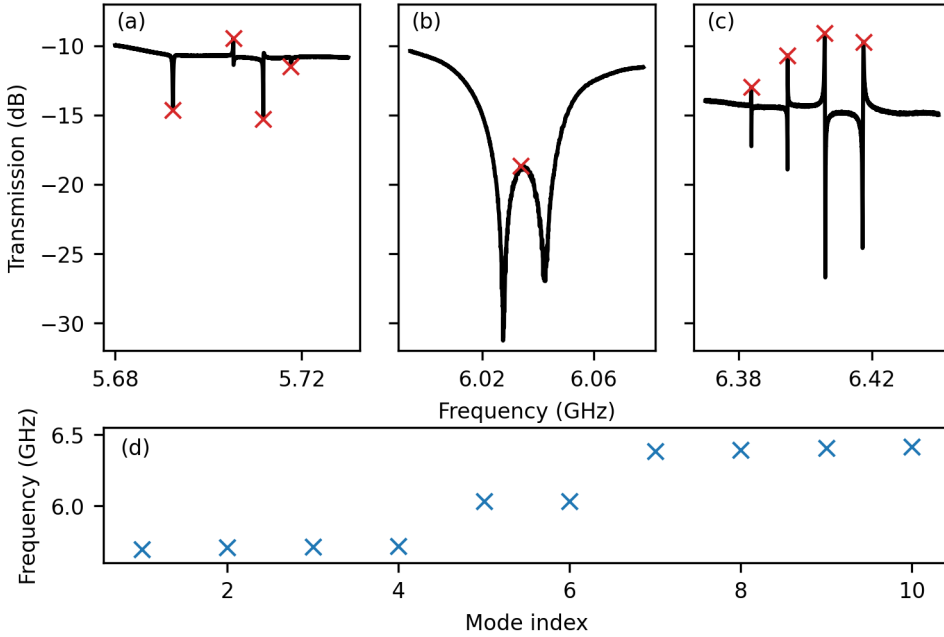 (a) (b) (c)
−10
−15
−20
−25
−30
Transmission (dB)
5.68 5.72 6.02 6.06 6.38 6.42
Frequency (GHz)
(d)
6.5
6.0
Frequency (GHz)
2 4 6 8 10
Mode index